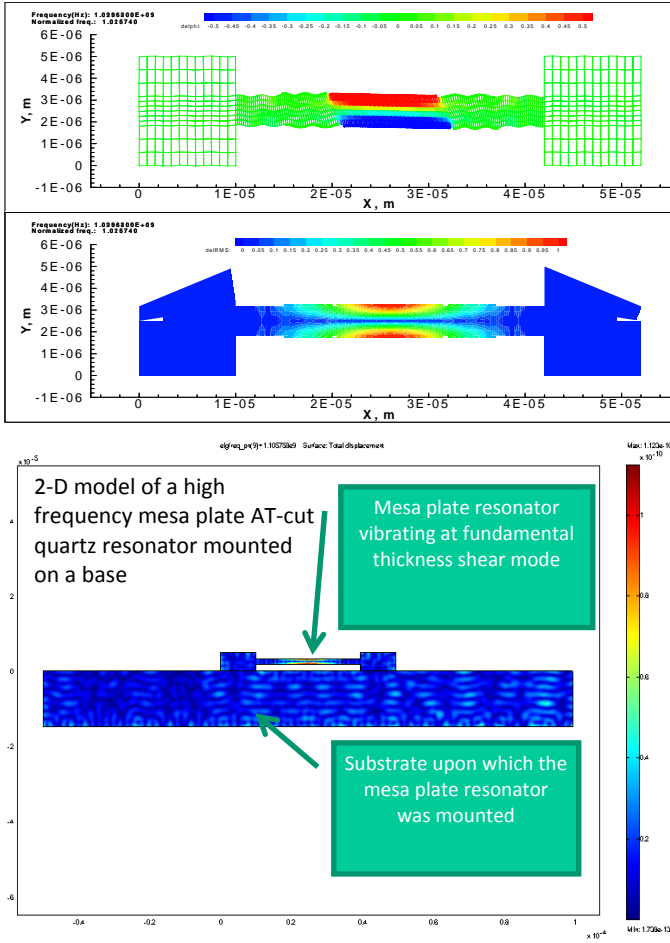 Frequency(Hz): 1.0986800E+09
Normalized freq.: 1.026740
delphi: -0.5 -0.45 -0.4 -0.35 -0.3 -0.25 -0.2 -0.15 -0.1 -0.05 0 0.05 0.1 0.15 0.2 0.25 0.3 0.35 0.4 0.45 0.5
6E-06
5E-06
4E-06
3E-06
2E-06
1E-06
0
-1E-06
Y, m
0 1E-05 2E-05 3E-05 4E-05 5E-05
X, m
Frequency(Hz): 1.0986800E+09
Normalized freq.: 1.026740
delRMS: 0 0.05 0.1 0.15 0.2 0.25 0.3 0.35 0.4 0.45 0.5 0.55 0.6 0.65 0.7 0.75 0.8 0.85 0.9 0.95 1
6E-06
5E-06
4E-06
3E-06
2E-06
1E-06
0
-1E-06
Y, m
0 1E-05 2E-05 3E-05 4E-05 5E-05
X, m
Surface: Total displacement
x 10⁻⁵
x 10⁻¹⁰
2-D model of a high
frequency mesa plate AT-cut
quartz resonator mounted
on a base
Mesa plate resonator
vibrating at fundamental
thickness shear mode
Substrate upon which the
mesa plate resonator
was mounted
4
2
0
-2
-4
-6
1
0.8
0.6
0.4
0.2
-0.4 -0.2 0 0.2 0.4 0.6 0.8 1